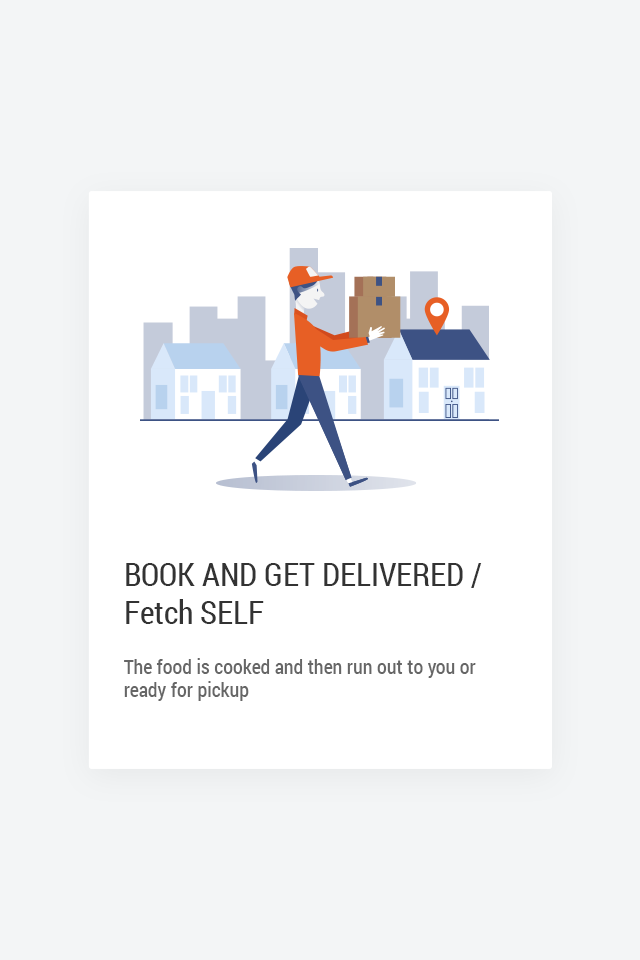 BOOK AND GET DELIVERED /
Fetch SELF
The food is cooked and then run out to you or
ready for pickup